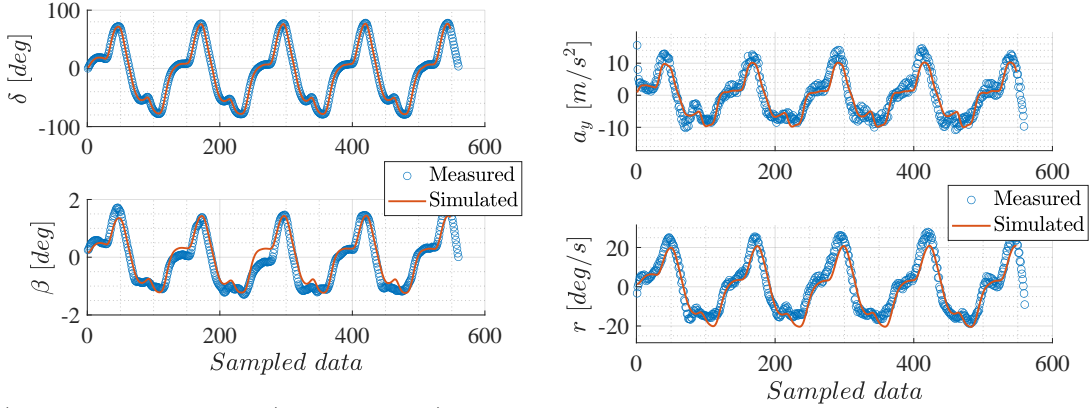 100
0
-100
δ [deg]
0 200 400 600
2
0
-2
β [deg]
0 200 400 600
Sampled data
Measured
Simulated
10
0
-10
a_y [m/s²]
0 200 400 600
20
0
-20
r [deg/s]
0 200 400 600
Sampled data
Measured
Simulated